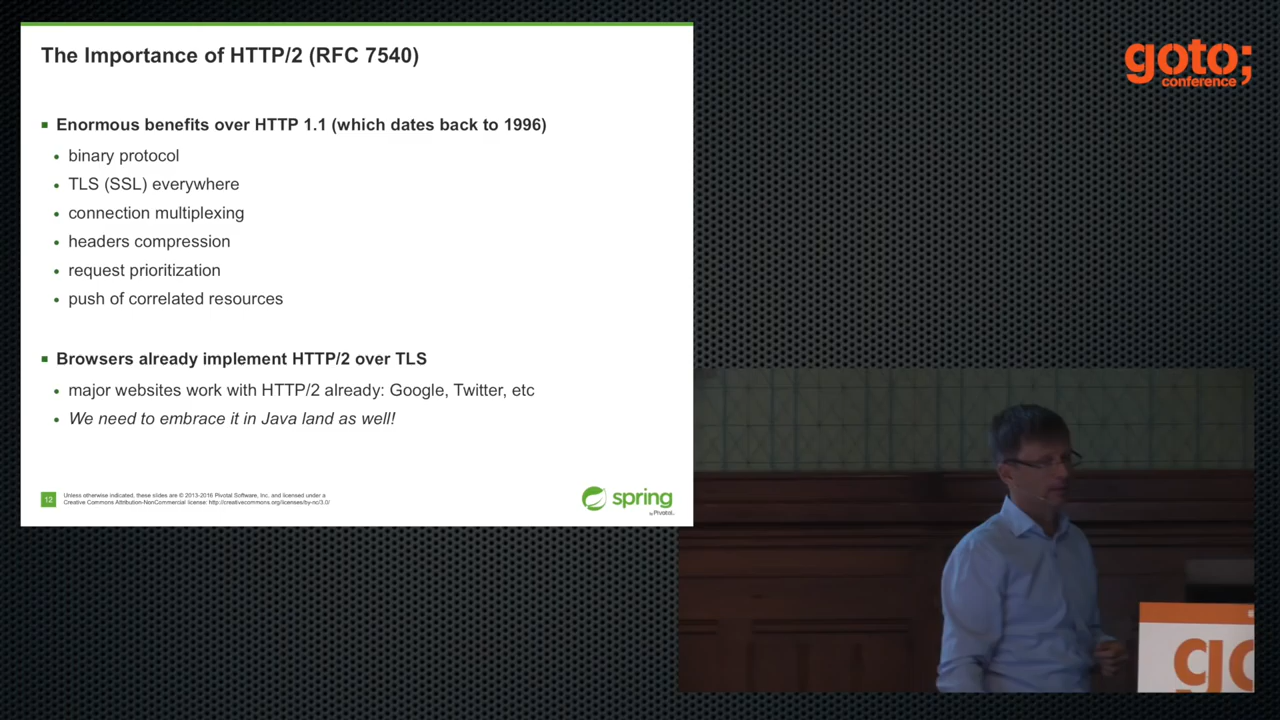 The Importance of HTTP/2 (RFC 7540)
Enormous benefits over HTTP 1.1 (which dates back to 1996)
binary protocol
TLS (SSL) everywhere
connection multiplexing
headers compression
request prioritization
push of correlated resources
Browsers already implement HTTP/2 over TLS
major websites work with HTTP/2 already: Google, Twitter, etc
We need to embrace it in Java land as well!
12
Unless otherwise indicated, these slides are © 2013-2016 Pivotal Software, Inc. and licensed under a
Creative Commons Attribution-NonCommercial license: http://creativecommons.org/licenses/by-nc/3.0/
spring
by Pivotal
goto;
conference
go